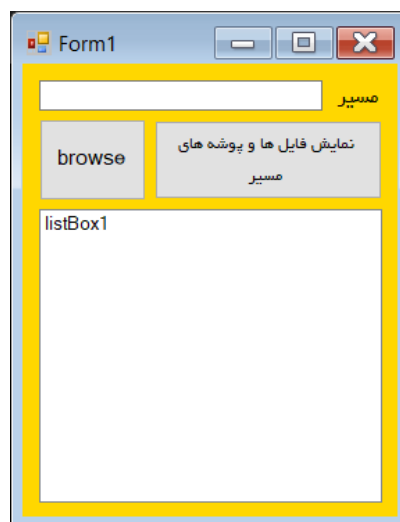 Form1
مسیر
browse
نمایش فایل ها و پوشه های
مسیر
listBox1